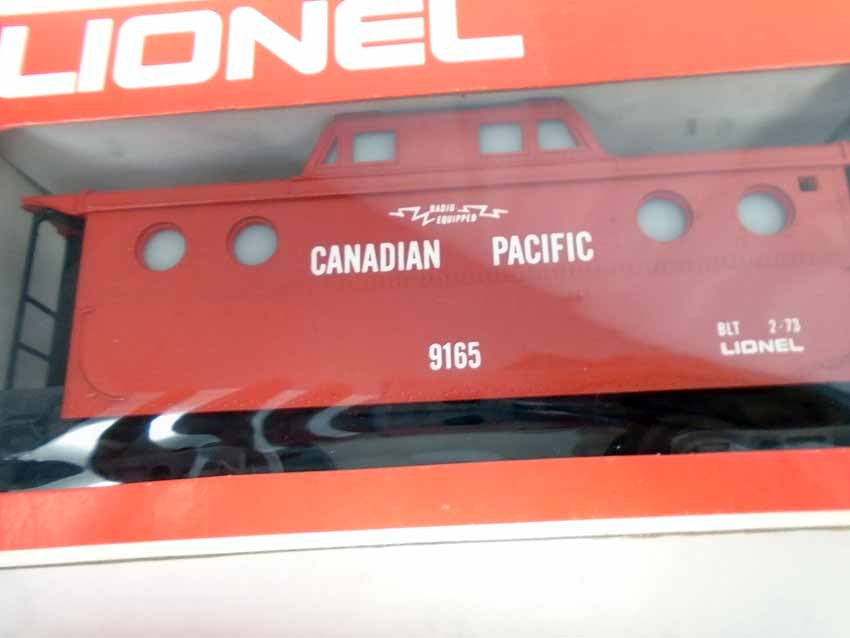 LIONEL
RADIO
EQUIPPED
CANADIAN PACIFIC
9165
BLT 2-73
LIONEL